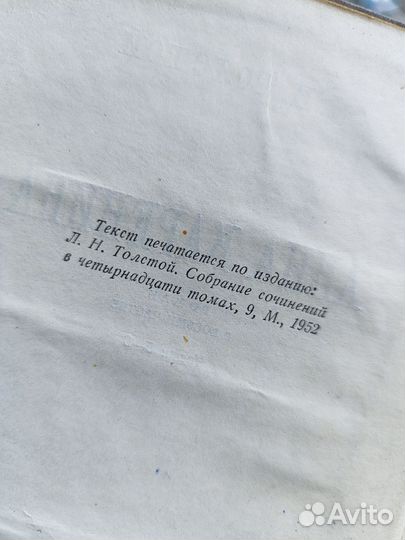 Текст печатается по изданию:
Л. Н. Толстой. Собрание сочинений
в четырнадцати томах, 9, М., 1952
Avito